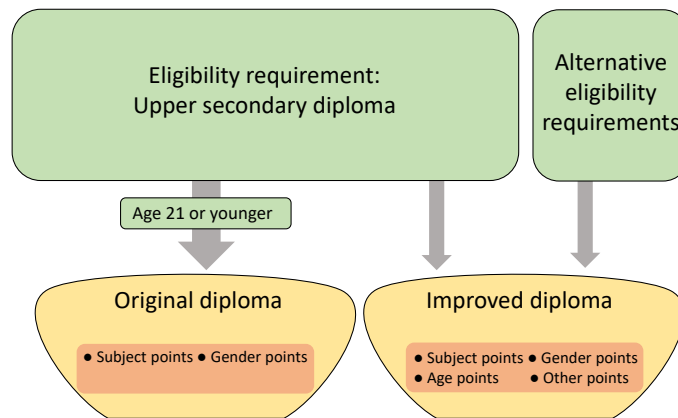 Eligibility requirement:
Upper secondary diploma
Alternative
eligibility
requirements
Age 21 or younger
Original diploma
● Subject points ● Gender points
Improved diploma
● Subject points ● Gender points
● Age points ● Other points